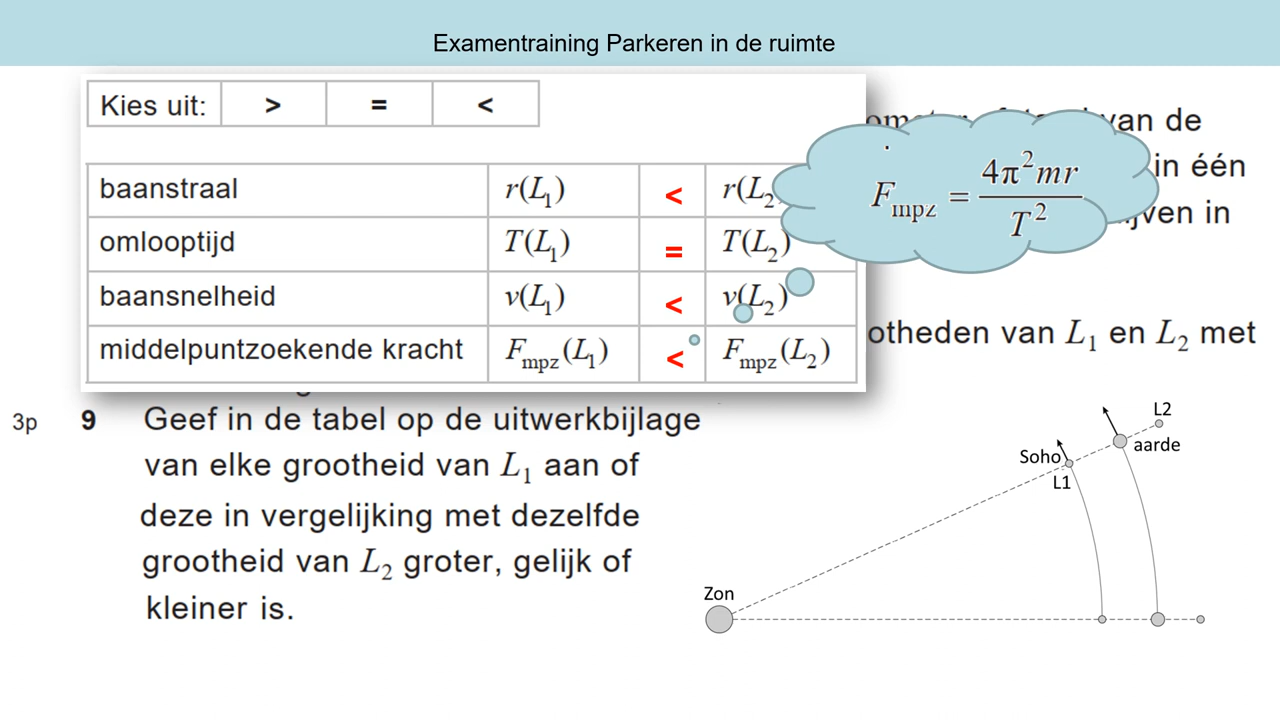 Examentraining Parkeren in de ruimte
Kies uit: > = <
van de
in één
in
baanstraal r(L₁) < r(L₂
omlooptijd T(L₁) = T(L₂)
baansnelheid v(L₁) < v(L₂)
middelpuntzoekende kracht Fmpz(L₁) < Fmpz(L₂)
Fmpz = 4π²mr / T²
otheden van L₁ en L₂ met
3p 9 Geef in de tabel op de uitwerkbijlage
van elke grootheid van L₁ aan of
deze in vergelijking met dezelfde
grootheid van L₂ groter, gelijk of
kleiner is.
L2
aarde
Soho
L1
Zon